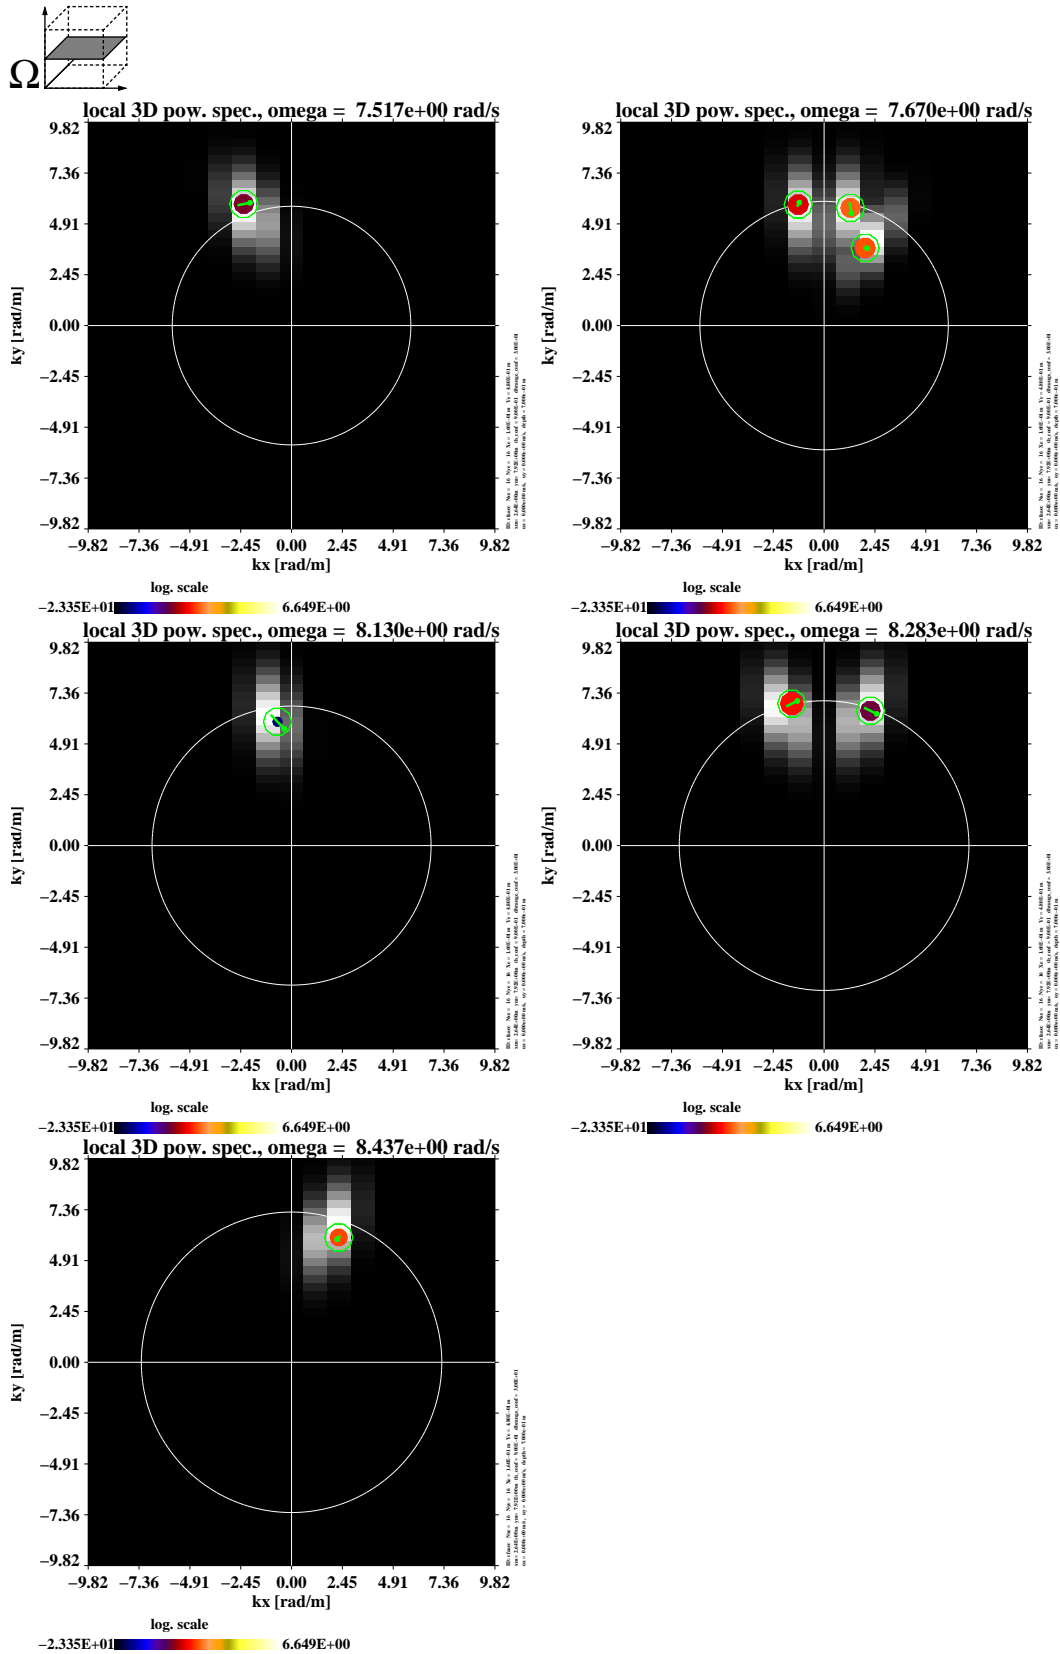 Ω
local 3D pow. spec., omega = 7.517e+00 rad/s
9.82
7.36
4.91
2.45
0.00
−2.45
−4.91
−7.36
−9.82
ky [rad/m]
−9.82 −7.36 −4.91 −2.45 0.00 2.45 4.91 7.36 9.82
kx [rad/m]
log. scale
−2.335E+01 6.649E+00
local 3D pow. spec., omega = 7.670e+00 rad/s
9.82
7.36
4.91
2.45
0.00
−2.45
−4.91
−7.36
−9.82
ky [rad/m]
−9.82 −7.36 −4.91 −2.45 0.00 2.45 4.91 7.36 9.82
kx [rad/m]
log. scale
−2.335E+01 6.649E+00
local 3D pow. spec., omega = 8.130e+00 rad/s
9.82
7.36
4.91
2.45
0.00
−2.45
−4.91
−7.36
−9.82
ky [rad/m]
−9.82 −7.36 −4.91 −2.45 0.00 2.45 4.91 7.36 9.82
kx [rad/m]
log. scale
−2.335E+01 6.649E+00
local 3D pow. spec., omega = 8.283e+00 rad/s
9.82
7.36
4.91
2.45
0.00
−2.45
−4.91
−7.36
−9.82
ky [rad/m]
−9.82 −7.36 −4.91 −2.45 0.00 2.45 4.91 7.36 9.82
kx [rad/m]
log. scale
−2.335E+01 6.649E+00
local 3D pow. spec., omega = 8.437e+00 rad/s
9.82
7.36
4.91
2.45
0.00
−2.45
−4.91
−7.36
−9.82
ky [rad/m]
−9.82 −7.36 −4.91 −2.45 0.00 2.45 4.91 7.36 9.82
kx [rad/m]
log. scale
−2.335E+01 6.649E+00